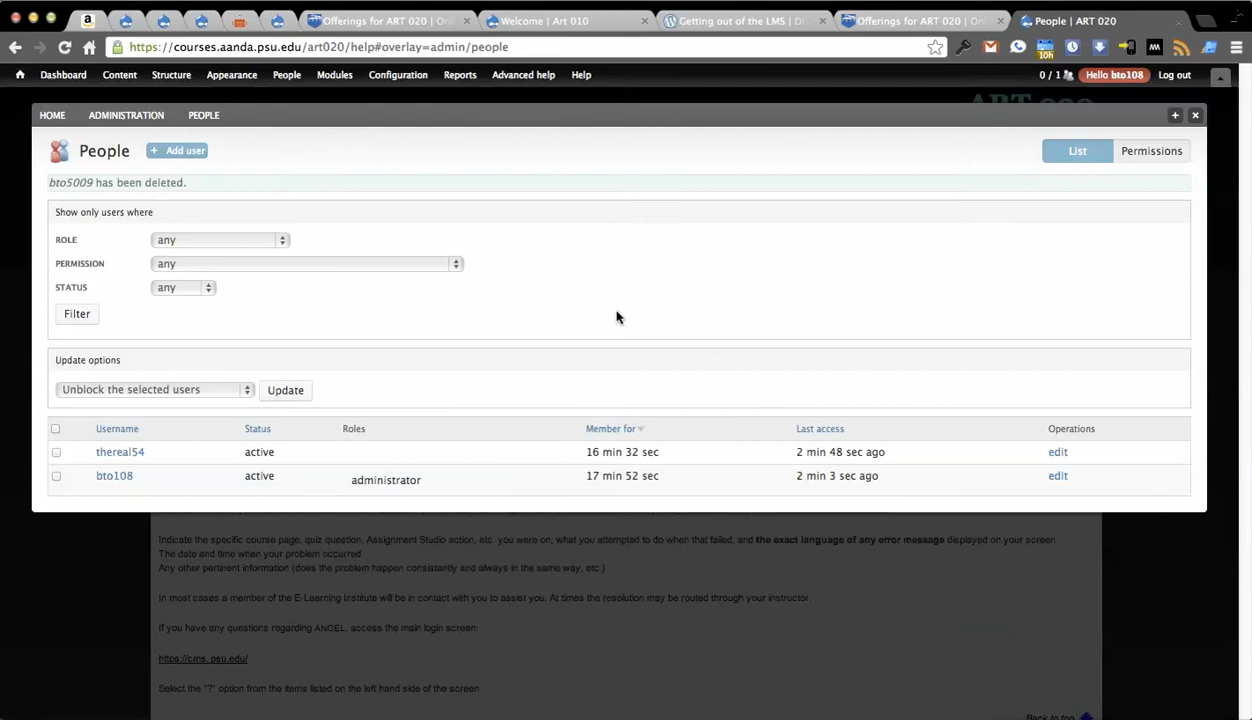 Offerings for ART 020 | Onli
Welcome | Art 010
Getting out of the LMS | Dr
Offerings for ART 020 | Onli
People | ART 020
https://courses.aanda.psu.edu/art020/help#overlay=admin/people
10h
Dashboard Content Structure Appearance People Modules Configuration Reports Advanced help Help
0 / 1 Hello bto108 Log out
HOME ADMINISTRATION PEOPLE
People + Add user
List Permissions
bto5009 has been deleted.
Show only users where
ROLE any
PERMISSION any
STATUS any
Filter
Update options
Unblock the selected users Update
Username Status Roles Member for Last access Operations
thereal54 active 16 min 32 sec 2 min 48 sec ago edit
bto108 active administrator 17 min 52 sec 2 min 3 sec ago edit
Indicate the specific course page, quiz question, Assignment Studio action, etc. you were on, what you attempted to do when that failed, and the exact language of any error message displayed on your screen
The date and time when your problem occurred
Any other pertinent information (does the problem happen consistently and always in the same way, etc.)
In most cases a member of the E-Learning Institute will be in contact with you to assist you. At times the resolution may be routed through your instructor.
If you have any questions regarding ANGEL, access the main login screen:
https://cms.psu.edu/
Select the "?" option from the items listed on the left hand side of the screen.
Back to top